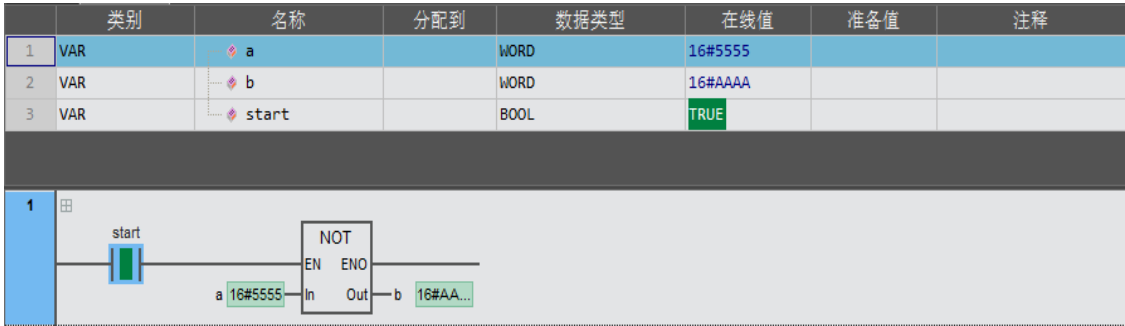 类别 名称 分配到 数据类型 在线值 准备值 注释
1 VAR a WORD 16#5555
2 VAR b WORD 16#AAAA
3 VAR start BOOL TRUE
1
start
NOT
EN ENO
a 16#5555 In Out b 16#AA...